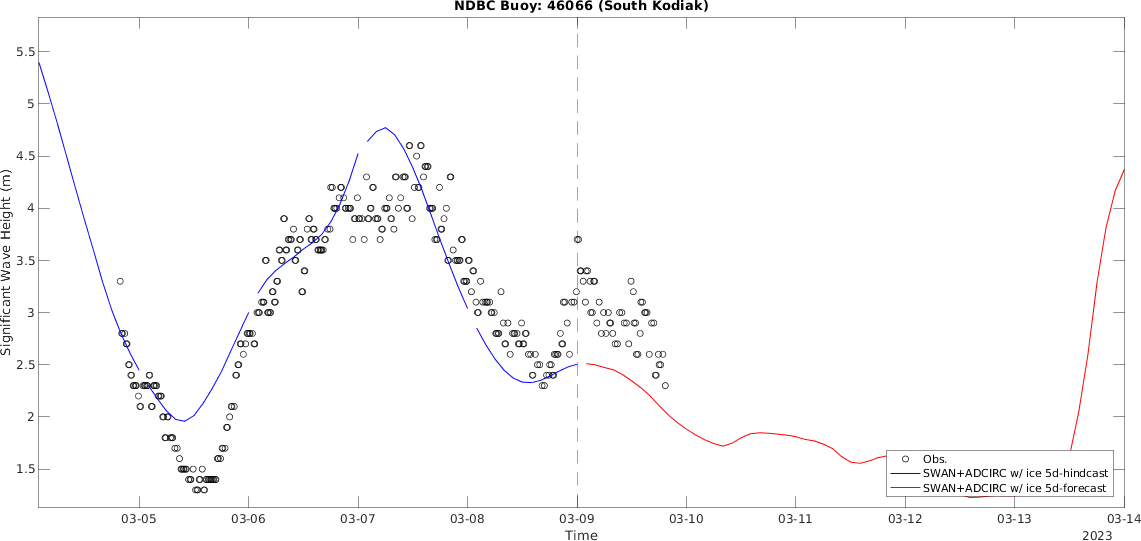 NDBC Buoy: 46066 (South Kodiak)
5.5
5
4.5
4
3.5
3
2.5
2
1.5
Significant Wave Height (m)
Obs.
SWAN+ADCIRC w/ ice 5d-hindcast
SWAN+ADCIRC w/ ice 5d-forecast
03-05 03-06 03-07 03-08 03-09 03-10 03-11 03-12 03-13 03-14
Time
2023